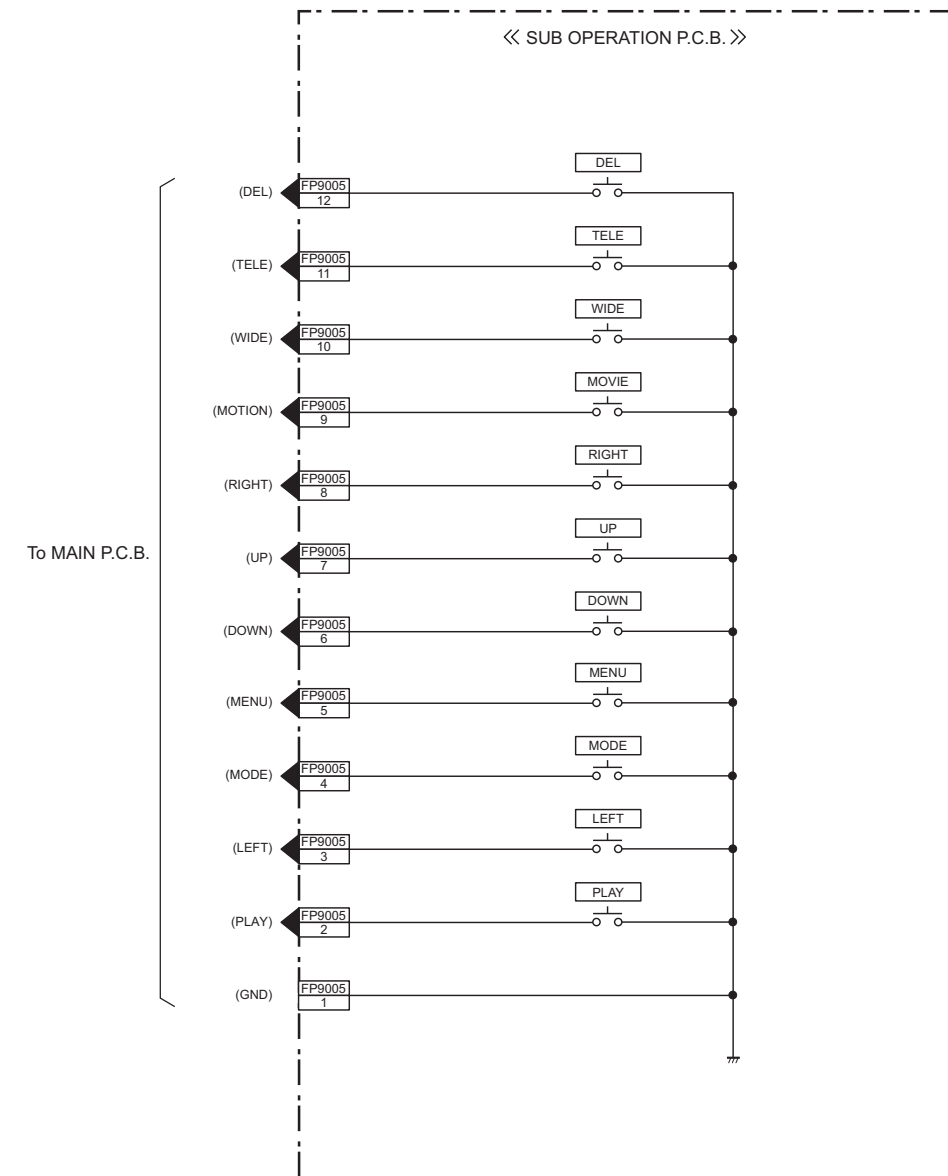 ≪ SUB OPERATION P.C.B. ≫
DEL
(DEL) FP9005
12
TELE
(TELE) FP9005
11
WIDE
(WIDE) FP9005
10
MOVIE
(MOTION) FP9005
9
RIGHT
(RIGHT) FP9005
8
UP
To MAIN P.C.B.
(UP) FP9005
7
DOWN
(DOWN) FP9005
6
MENU
(MENU) FP9005
5
MODE
(MODE) FP9005
4
LEFT
(LEFT) FP9005
3
PLAY
(PLAY) FP9005
2
(GND) FP9005
1